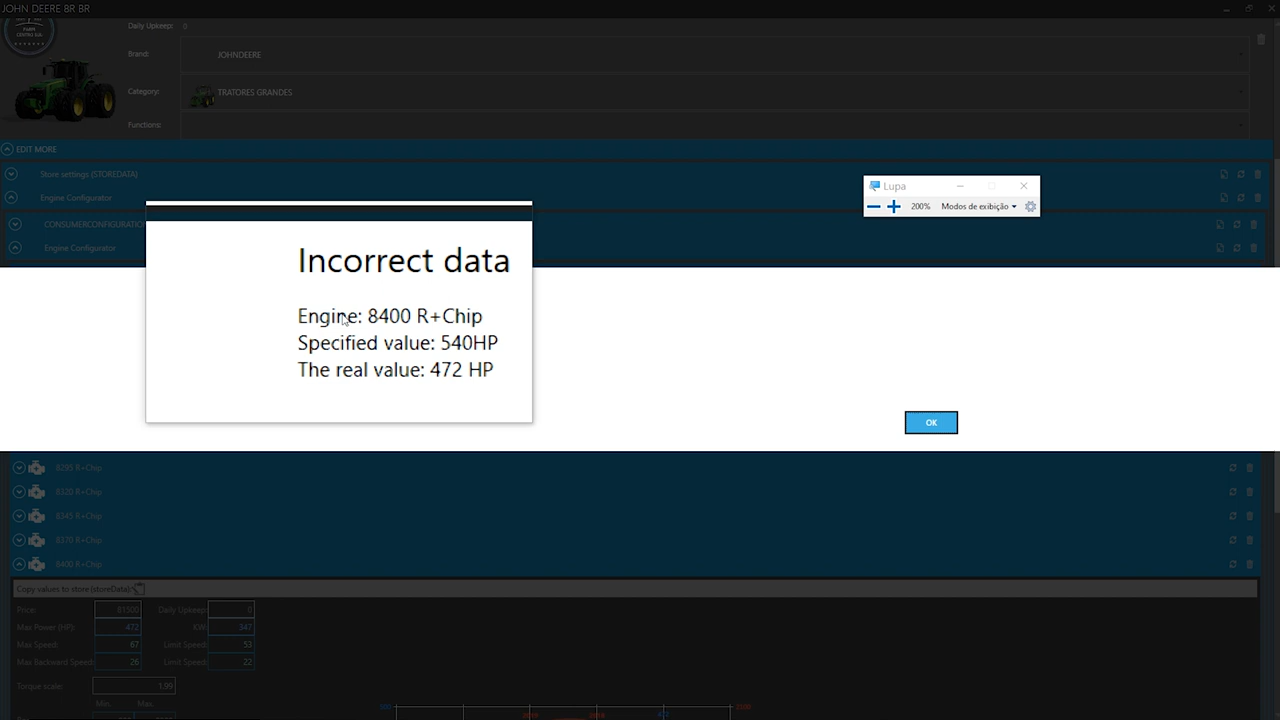 JOHN DEERE 8R BR
Daily Upkeep: 0
Brand: JOHNDEERE
Category: TRATORES GRANDES
Functions:
EDIT MORE
Store settings (STOREDATA)
Engine Configurator
CONSUMERCONFIGURATIO
Engine Configurator
Lupa
200% Modos de exibição
Incorrect data
Engine: 8400 R+Chip
Specified value: 540HP
The real value: 472 HP
OK
8295 R+Chip
8320 R+Chip
8345 R+Chip
8370 R+Chip
8400 R+Chip
Copy values to store (storeData):
Price: 81500 Daily Upkeep: 0
Max Power (HP): 472 KW: 347
Max Speed: 67 Limit Speed: 53
Max Backward Speed: 26 Limit Speed: 22
Torque scale: 1.99
Min. Max.